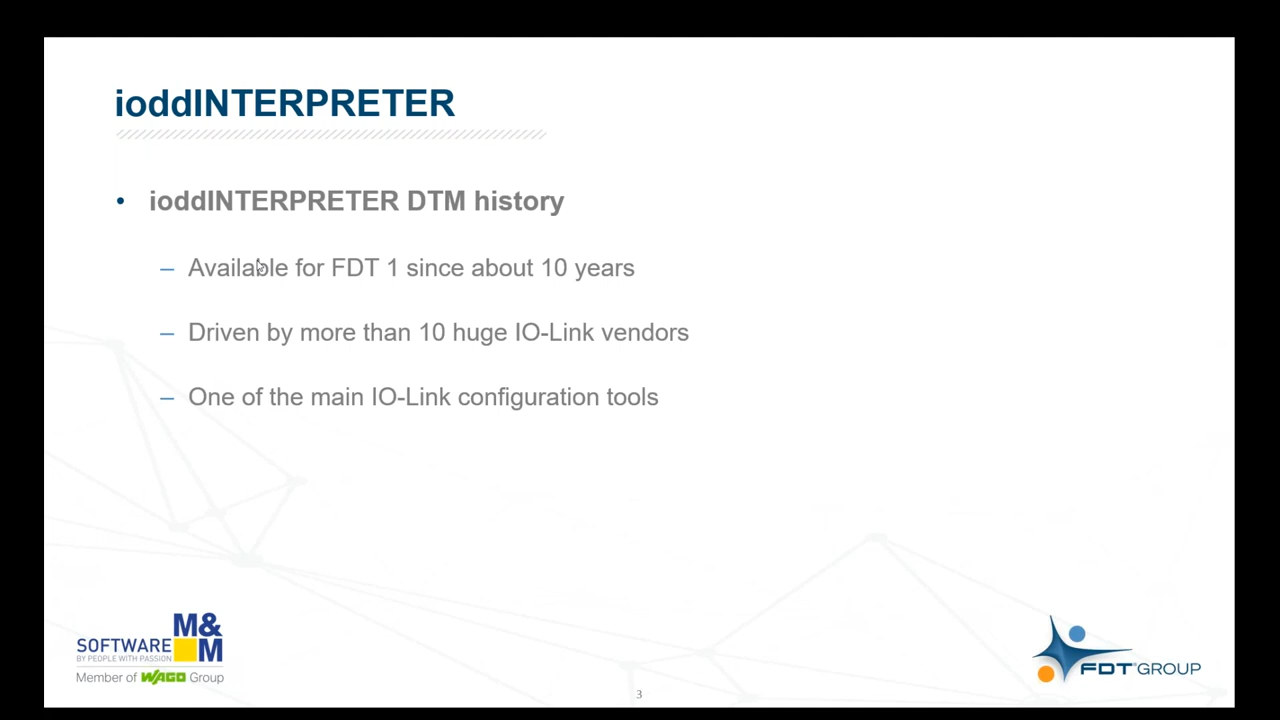 ioddINTERPRETER
• ioddINTERPRETER DTM history
– Available for FDT 1 since about 10 years
– Driven by more than 10 huge IO-Link vendors
– One of the main IO-Link configuration tools
M&
SOFTWARE M
BY PEOPLE WITH PASSION
Member of WAGO Group
FDT® GROUP
3